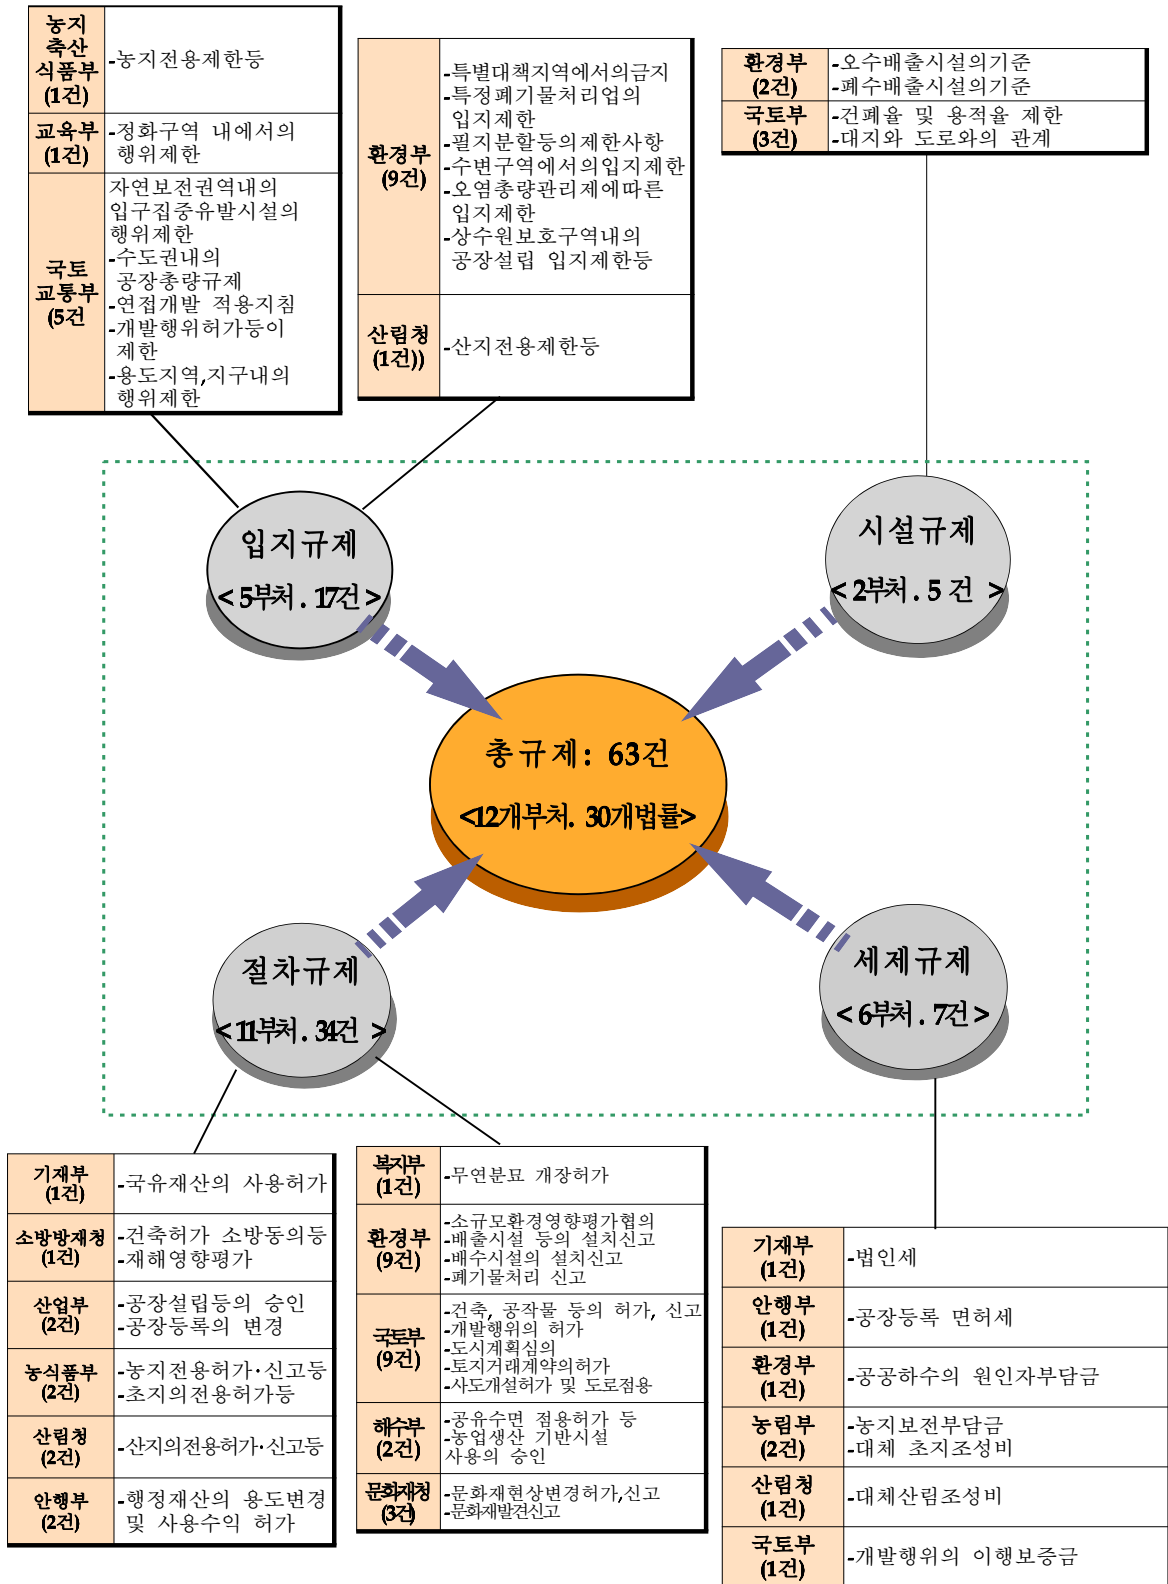 농지
축산
식품부
(1건)
-농지전용제한등
교육부
(1건)
-정화구역 내에서의
행위제한
국토
교통부
(5건
자연보전권역내의
입구집중유발시설의
행위제한
-수도권내의
공장총량규제
-연접개발 적용지침
-개발행위허가등이
제한
-용도지역,지구내의
행위제한
환경부
(9건)
-특별대책지역에서의금지
-특정폐기물처리업의
입지제한
-필지분할등의제한사항
-수변구역에서의입지제한
-오염총량관리제에따른
입지제한
-상수원보호구역내의
공장설립 입지제한등
산림청
(1건))
-산지전용제한등
환경부
(2건)
-오수배출시설의기준
-폐수배출시설의기준
국토부
(3건)
-건폐율 및 용적율 제한
-대지와 도로와의 관계
입지규제
<5부처. 17건>
시설규제
<2부처. 5 건 >
총규제: 63건
<12개부처. 30개법률>
절차규제
<11부처. 34건 >
세제규제
<6부처. 7건>
기재부
(1건)
-국유재산의 사용허가
소방방재청
(1건)
-건축허가 소방동의등
-재해영향평가
산업부
(2건)
-공장설립등의 승인
-공장등록의 변경
농식품부
(2건)
-농지전용허가·신고등
-초지의전용허가등
산림청
(2건)
-산지의전용허가·신고등
안행부
(2건)
-행정재산의 용도변경
및 사용수익 허가
복지부
(1건)
-무연분묘 개장허가
환경부
(9건)
-소규모환경영향평가협의
-배출시설 등의 설치신고
-배수시설의 설치신고
-폐기물처리 신고
국토부
(9건)
-건축, 공작물 등의 허가, 신고
-개발행위의 허가
-도시계획심의
-토지거래계약의허가
-사도개설허가 및 도로점용
해수부
(2건)
-공유수면 점용허가 등
-농업생산 기반시설
사용의 승인
문화재청
(3건)
-문화재현상변경허가,신고
-문화재발견신고
기재부
(1건)
-법인세
안행부
(1건)
-공장등록 면허세
환경부
(1건)
-공공하수의 원인자부담금
농림부
(2건)
-농지보전부담금
-대체 초지조성비
산림청
(1건)
-대체산림조성비
국토부
(1건)
-개발행위의 이행보증금